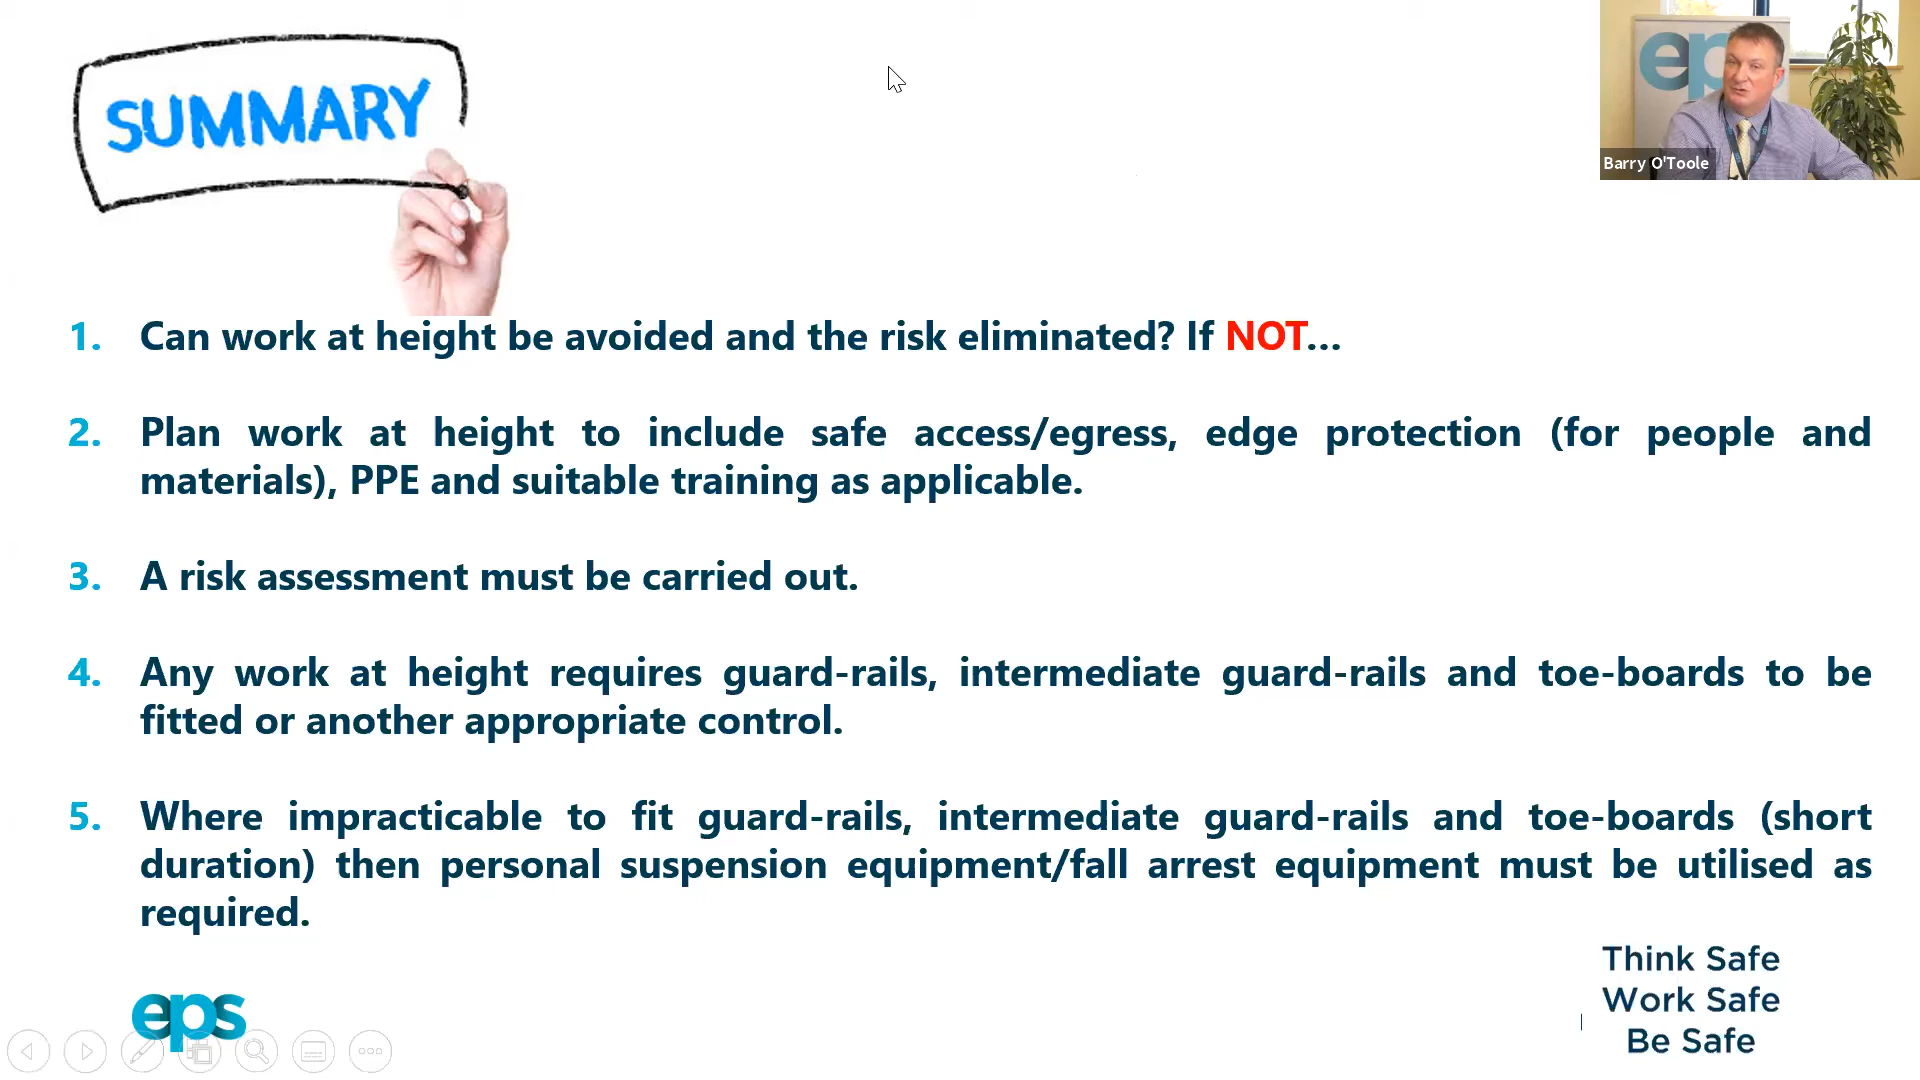 SUMMARY
eps
Barry O'Toole
1. Can work at height be avoided and the risk eliminated? If NOT...
2. Plan work at height to include safe access/egress, edge protection (for people and
materials), PPE and suitable training as applicable.
3. A risk assessment must be carried out.
4. Any work at height requires guard-rails, intermediate guard-rails and toe-boards to be
fitted or another appropriate control.
5. Where impracticable to fit guard-rails, intermediate guard-rails and toe-boards (short
duration) then personal suspension equipment/fall arrest equipment must be utilised as
required.
eps
Think Safe
Work Safe
Be Safe